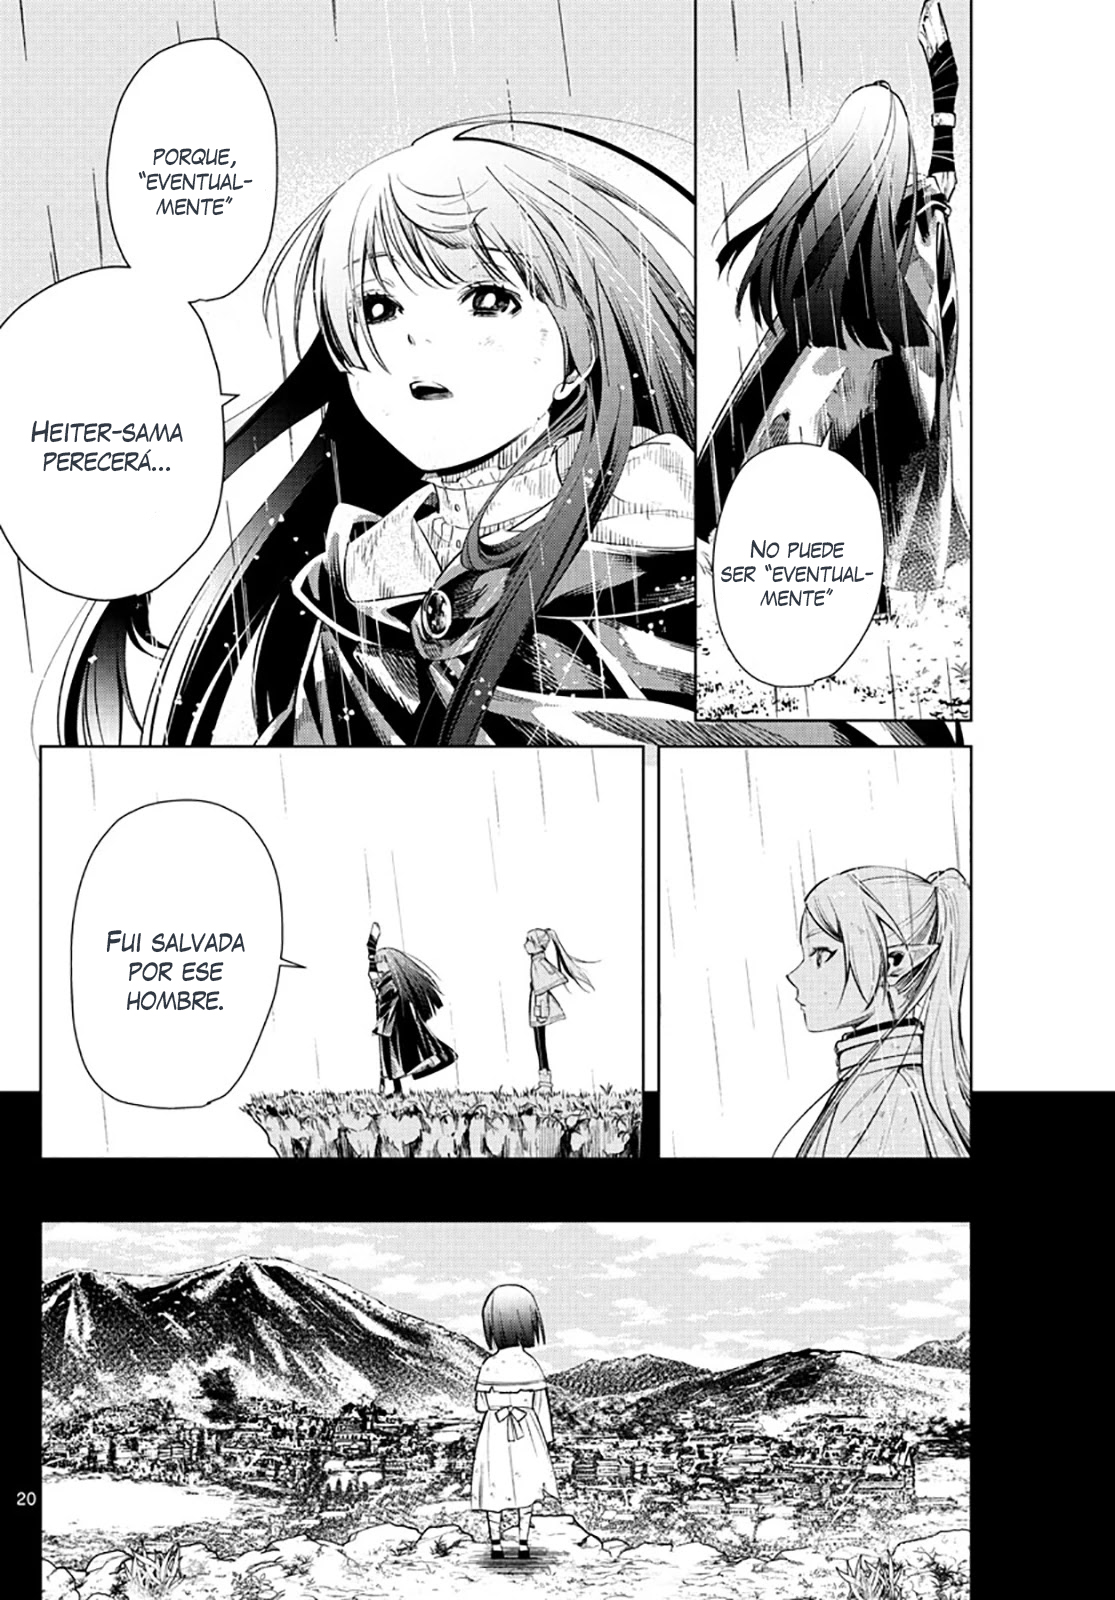 No puede
ser "eventual-
mente"
porque,
"eventual-
mente"
Heiter-sama
perecerá...
Fui salvada
por ese
hombre.
20